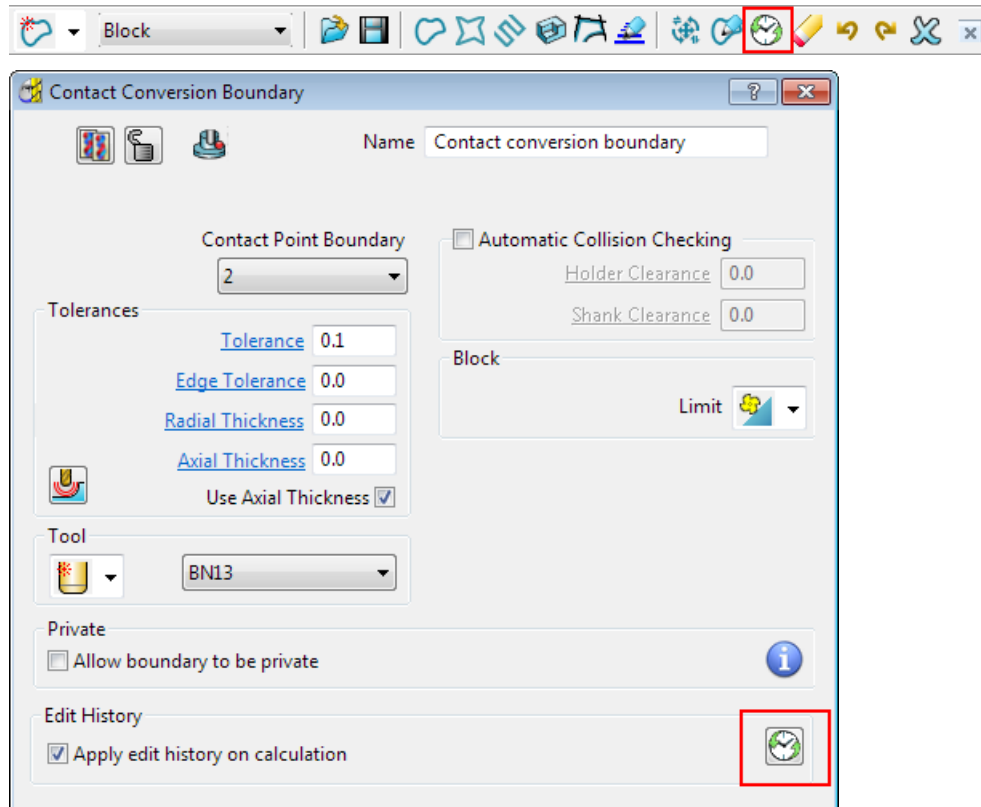 Block
Contact Conversion Boundary
Name Contact conversion boundary
Contact Point Boundary
2
Tolerances
Tolerance 0.1
Edge Tolerance 0.0
Radial Thickness 0.0
Axial Thickness 0.0
Use Axial Thickness
Automatic Collision Checking
Holder Clearance 0.0
Shank Clearance 0.0
Block
Limit
Tool
BN13
Private
Allow boundary to be private
Edit History
Apply edit history on calculation